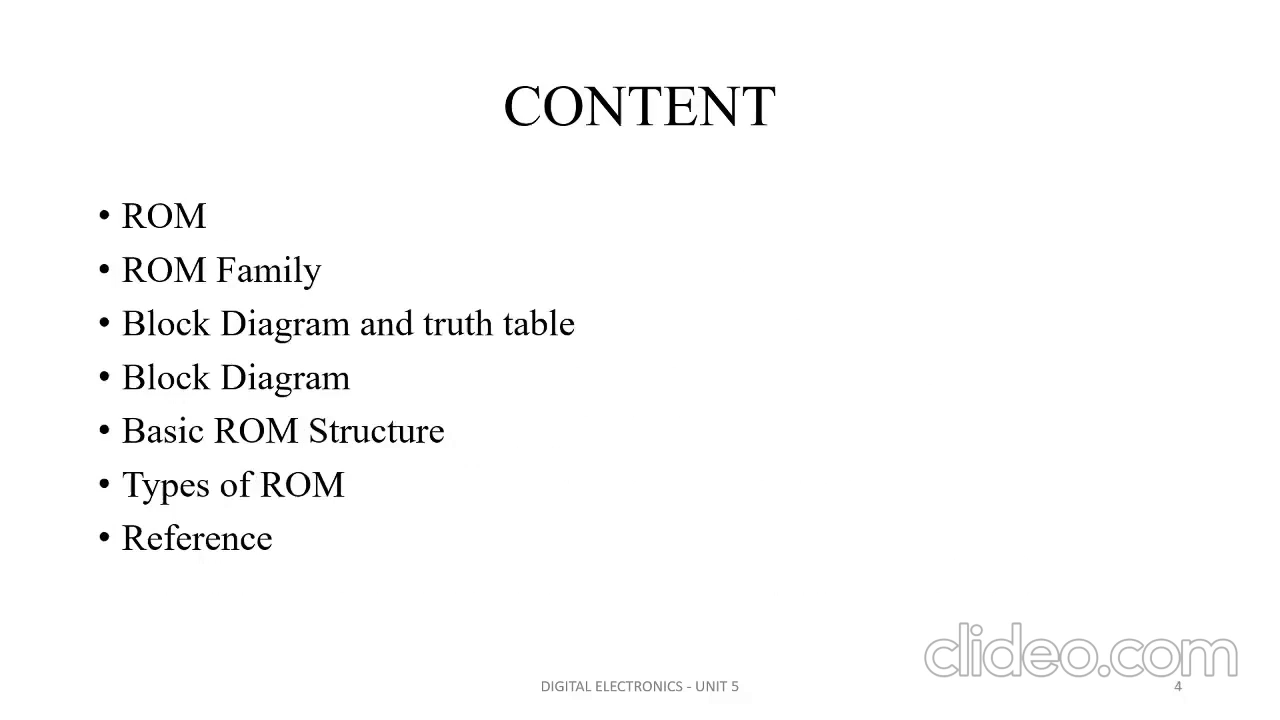 CONTENT
• ROM
• ROM Family
• Block Diagram and truth table
• Block Diagram
• Basic ROM Structure
• Types of ROM
• Reference
clideo.com
DIGITAL ELECTRONICS - UNIT 5
4